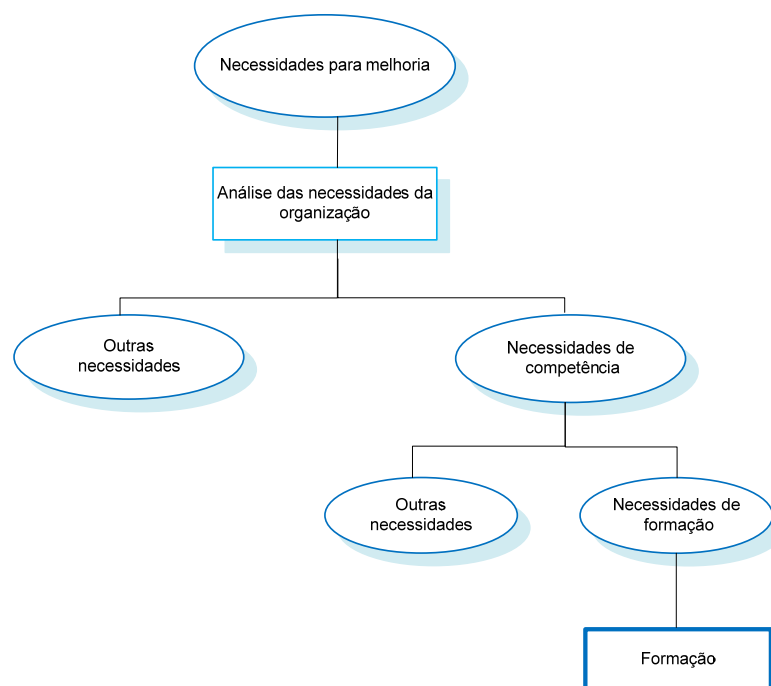 Necessidades para melhoria
Análise das necessidades da
organização
Outras
necessidades
Necessidades de
competência
Outras
necessidades
Necessidades de
formação
Formação